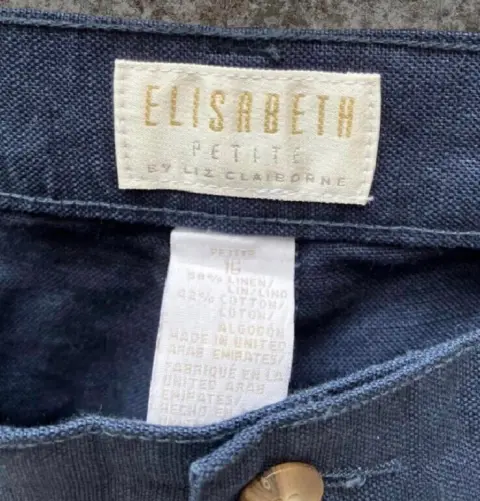 ELISABETH
PETITE
BY LIZ CLAIBORNE
PETITE
16
58% LINEN/
LIN/LINO
42% COTTON/
COTON/
ALGODON
MADE IN UNITED
ARAB EMIRATES/
FABRIQUE EN LA
UNITED ARAB
EMIRATES/
HECHO EN